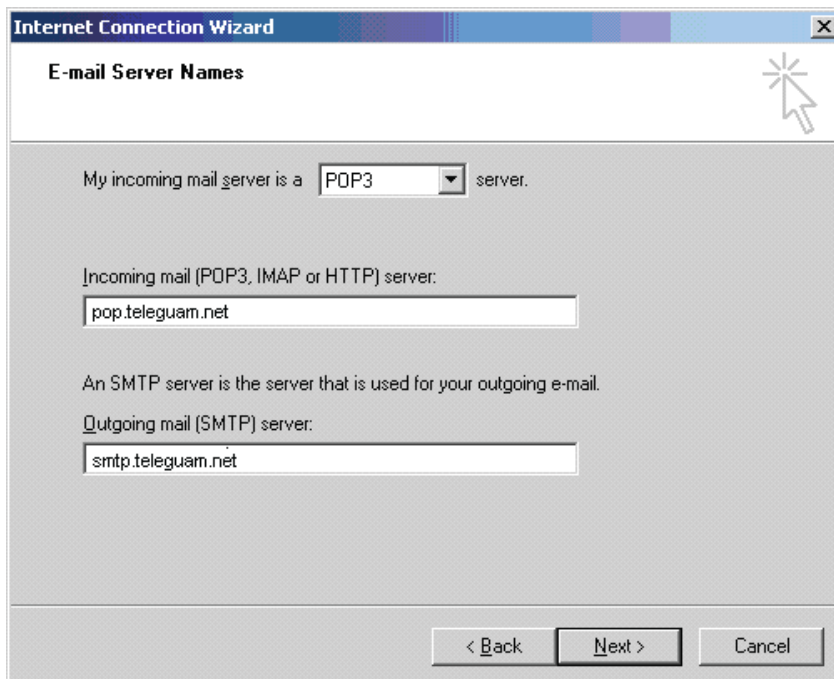 Internet Connection Wizard
E-mail Server Names
My incoming mail server is a POP3 server.
Incoming mail (POP3, IMAP or HTTP) server:
pop.teleguam.net
An SMTP server is the server that is used for your outgoing e-mail.
Outgoing mail (SMTP) server:
smtp.teleguam.net
< Back Next > Cancel